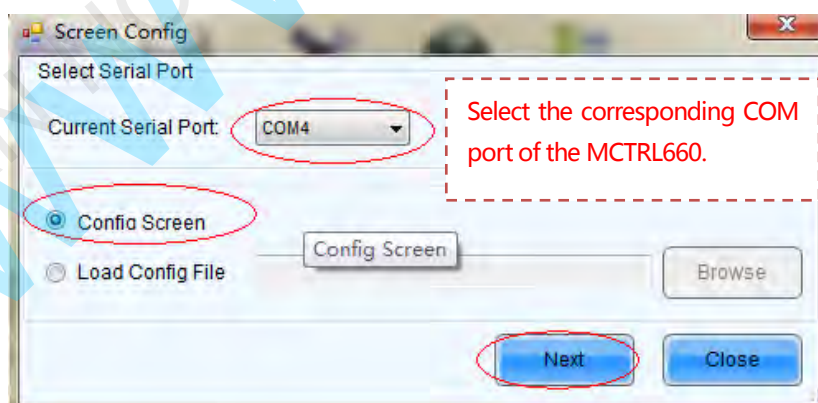 Screen Config
Select Serial Port
Current Serial Port:
COM4
Select the corresponding COM
port of the MCTRL660.
Config Screen
Config Screen
Load Config File
Browse
Next
Close